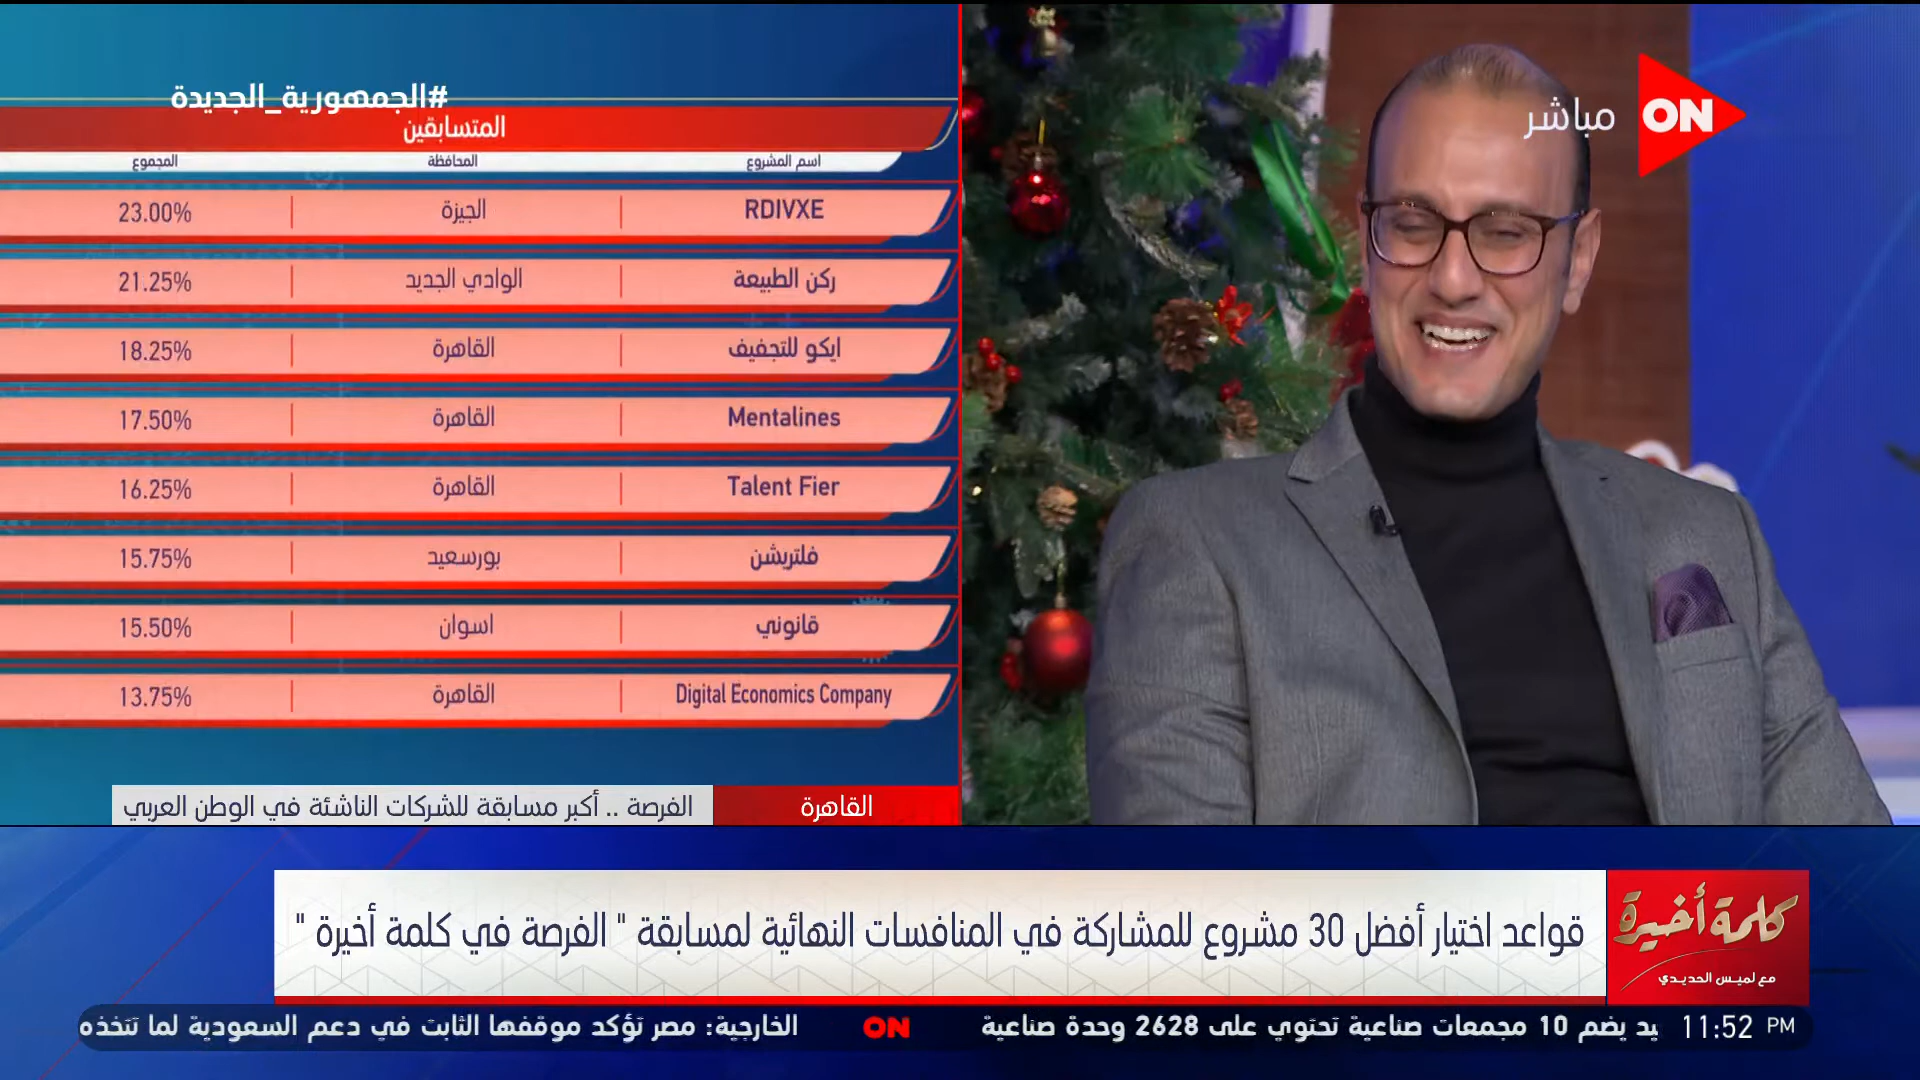 #الجمهورية_الجديدة
مباشر ON
المتسابقين
اسم المشروع المحافظة المجموع
RDIVXE الجيزة 23.00%
ركن الطبيعة الوادي الجديد 21.25%
ايكو للتجفيف القاهرة 18.25%
Mentalines القاهرة 17.50%
Talent Fier القاهرة 16.25%
فلتريشن بورسعيد 15.75%
قانوني اسوان 15.50%
Digital Economics Company القاهرة 13.75%
القاهرة الفرصة .. أكبر مسابقة للشركات الناشئة في الوطن العربي
كلمة أخيرة
مع لميس الحديدي
قواعد اختيار أفضل 30 مشروع للمشاركة في المنافسات النهائية لمسابقة " الفرصة في كلمة أخيرة "
11:52 PM يد يضم 10 مجمعات صناعية تحتوي على 2628 وحدة صناعية ON الخارجية: مصر تؤكد موقفها الثابت في دعم السعودية لما تتخذه